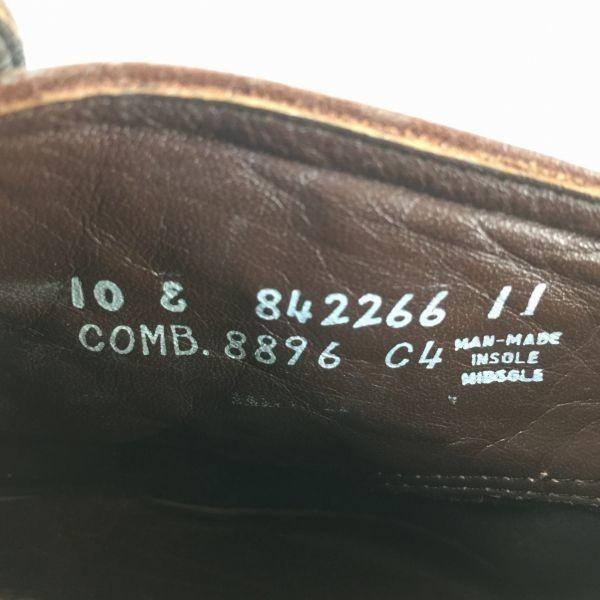 10 E 842266 11
COMB. 8896 C4 MAN-MADE
INSOLE
MIDSOLE